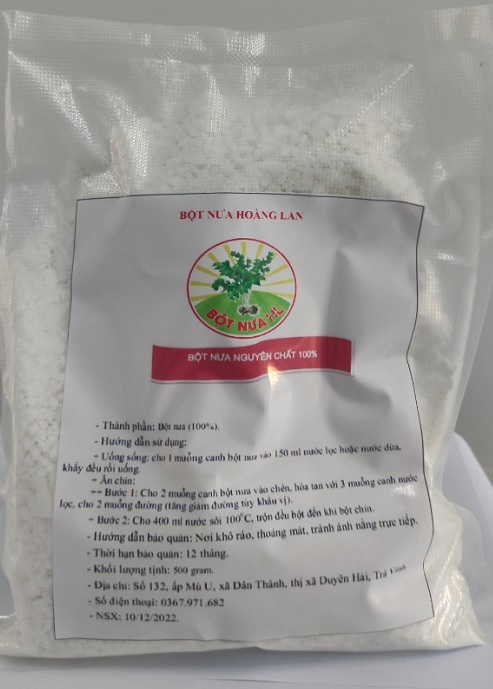 BỘT NƯA HOÀNG LAN
BỘT NƯA HL
BỘT NƯA NGUYÊN CHẤT 100%
- Thành phần: Bột nưa (100%).
- Hướng dẫn sử dụng:
+ Uống sống: cho 1 muỗng canh bột nưa vào 150 ml nước lọc hoặc nước dừa,
khấy đều rồi uống.
+ Ăn chín:
++ Bước 1: Cho 2 muỗng canh bột nưa vào chén, hòa tan với 3 muỗng canh nước
lọc, cho 2 muỗng đường (tăng giảm đường tùy khẩu vị).
+ Bước 2: Cho 400 ml nước sôi 100°C, trộn đều bột đến khi bột chín.
- Hướng dẫn bảo quản: Nơi khô ráo, thoáng mát, tránh ánh nắng trực tiếp.
- Thời hạn bảo quản: 12 tháng.
- Khối lượng tịnh: 500 gram.
- Địa chỉ: Số 132, ấp Mù U, xã Dân Thành, thị xã Duyên Hải, Trà Vinh
- Số điện thoại: 0367.971.682
- NSX: 10/12/2022.